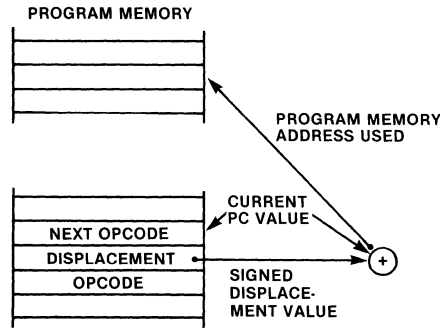 PROGRAM MEMORY
PROGRAM MEMORY
ADDRESS USED
CURRENT
PC VALUE
NEXT OPCODE
DISPLACEMENT
OPCODE
+
SIGNED
DISPLACE-
MENT VALUE